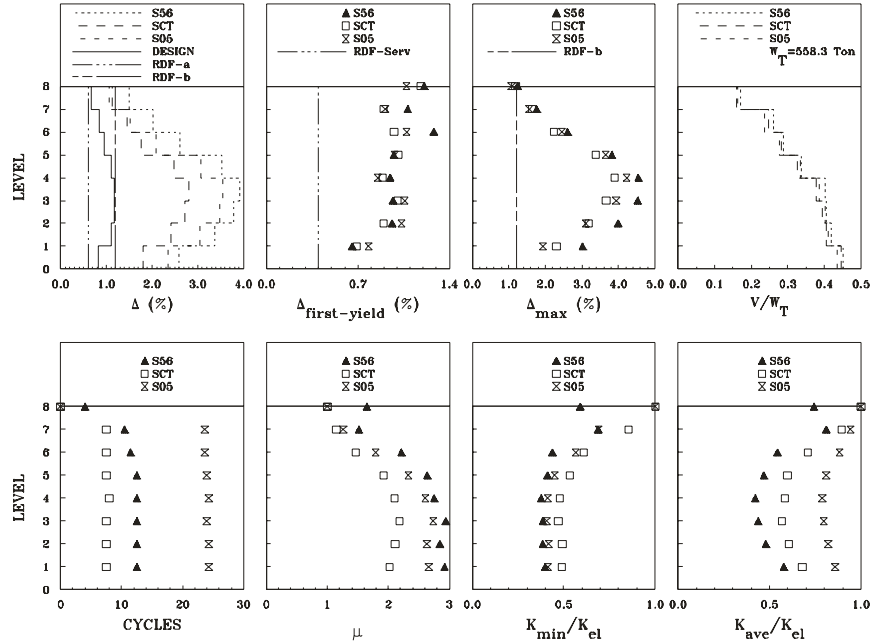 S56
SCT
S05
DESIGN
RDF-a
RDF-b
S56
SCT
S05
RDF-Serv
S56
SCT
S05
RDF-b
S56
SCT
S05
W_T=558.3 Ton
LEVEL
8
7
6
5
4
3
2
1
0
0.0 1.0 2.0 3.0 4.0
Δ (%)
0.0 1.4
Δfirst-yield (%)
0.0 1.0 2.0 3.0 4.0 5.0
Δmax (%)
0.0 0.1 0.2 0.3 0.4 0.5
V/W_T
S56
SCT
S05
S56
SCT
S05
S56
SCT
S05
S56
SCT
S05
LEVEL
8
7
6
5
4
3
2
1
0 10 20 30
CYCLES
0 1 2 3
μ
0.0 0.5 1.0
Kmin/Kel
0.0 0.5 1.0
Kave/Kel